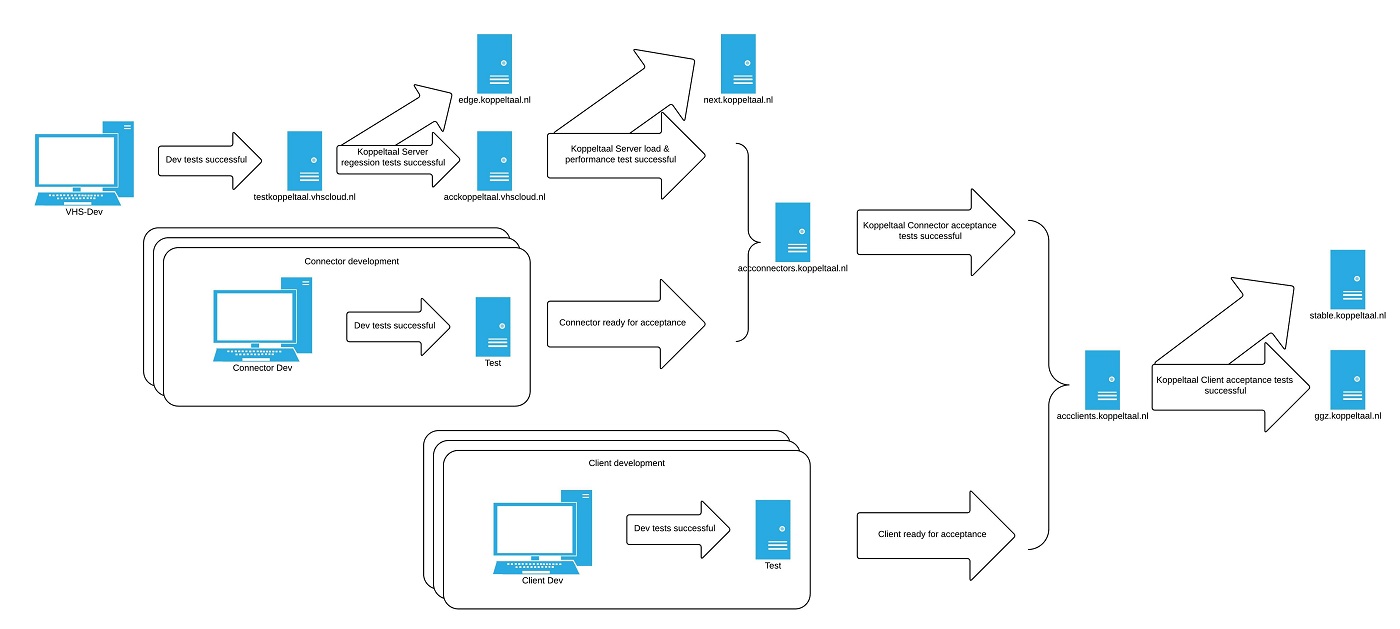 edge.koppeltaal.nl
next.koppeltaal.nl
VHS-Dev
Dev tests successful
testkoppeltaal.vhscloud.nl
Koppeltaal Server
regression tests successful
acckoppeltaal.vhscloud.nl
Koppeltaal Server load &
performance test successful
accconnectors.koppeltaal.nl
Koppeltaal Connector acceptance
tests successful
Connector development
Connector Dev
Dev tests successful
Test
Connector ready for acceptance
stable.koppeltaal.nl
accclients.koppeltaal.nl
Koppeltaal Client acceptance tests
successful
ggz.koppeltaal.nl
Client development
Client Dev
Dev tests successful
Test
Client ready for acceptance